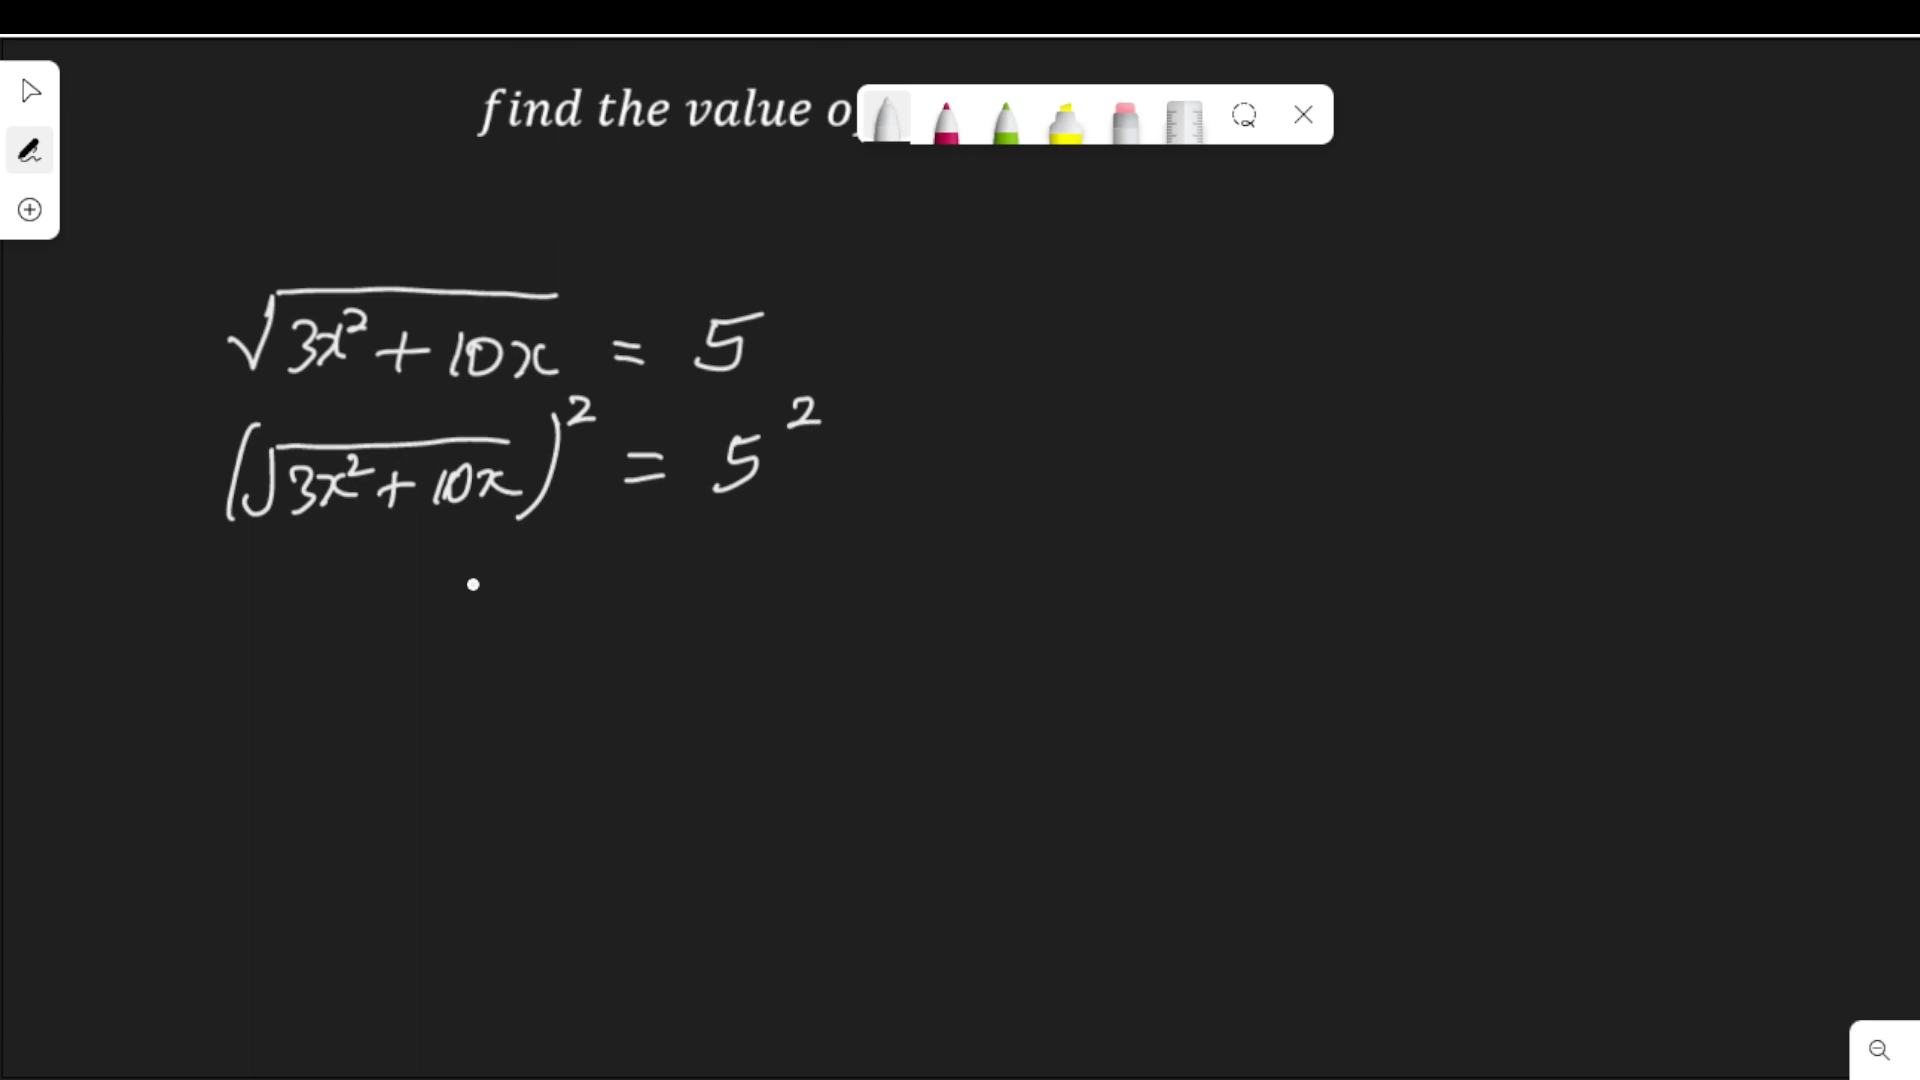 find the value o
√(3x² + 10x) = 5
(√(3x² + 10x))² = 5²